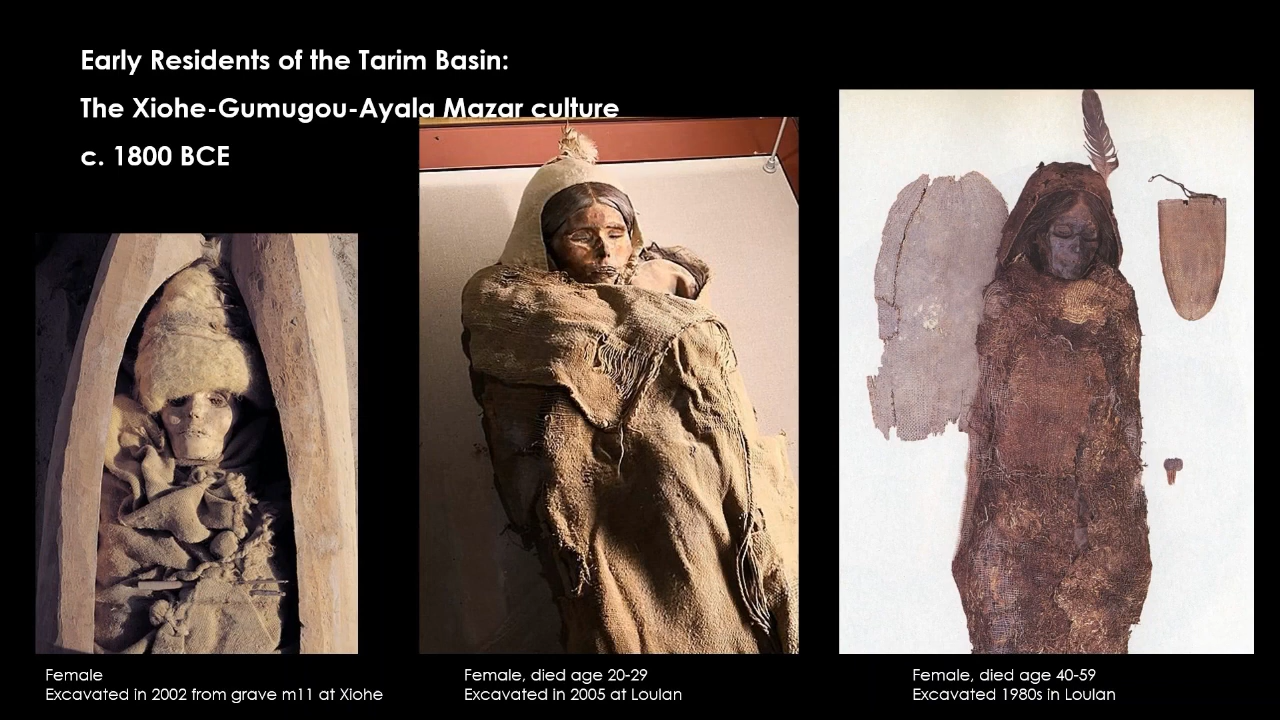 Early Residents of the Tarim Basin:
The Xiohe-Gumugou-Ayala Mazar culture
c. 1800 BCE
Female
Excavated in 2002 from grave m11 at Xiohe
Female, died age 20-29
Excavated in 2005 at Loulan
Female, died age 40-59
Excavated 1980s in Loulan